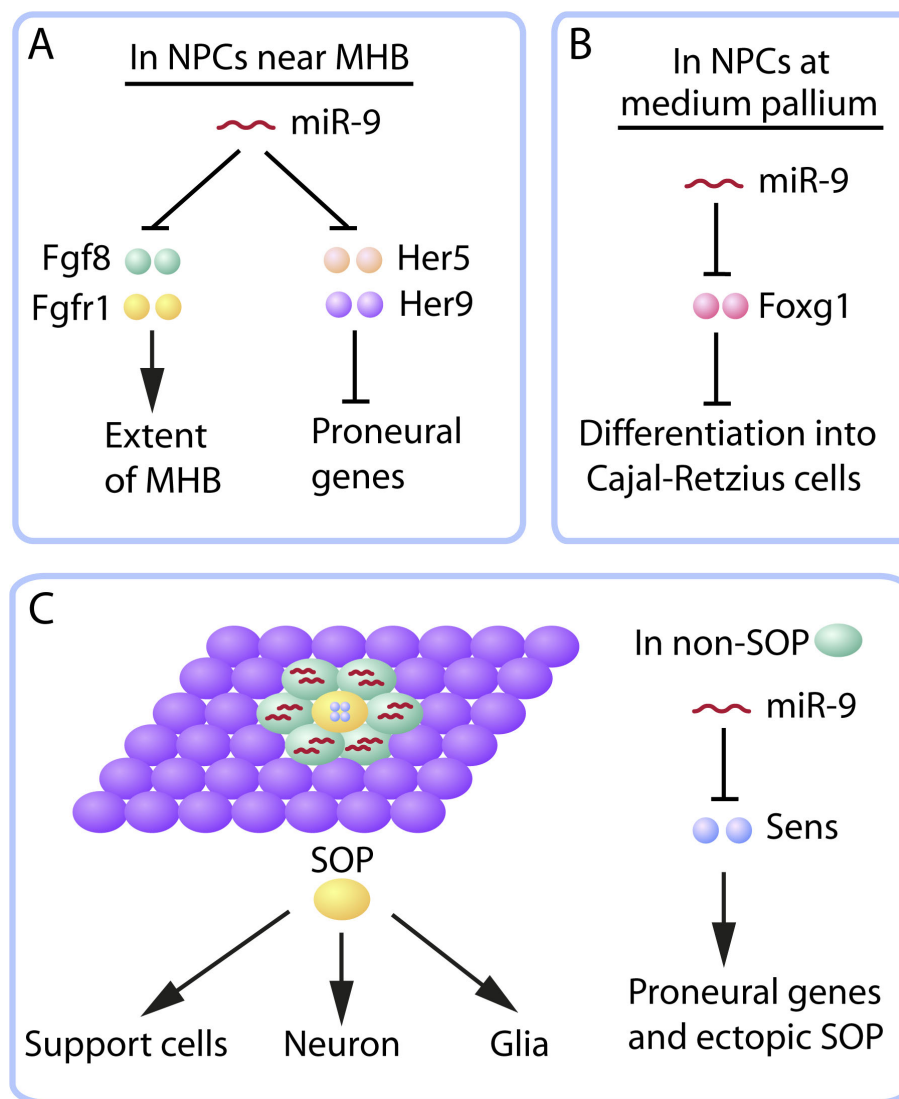 A
In NPCs near MHB
miR-9
Fgf8
Fgfr1
Her5
Her9
Extent
of MHB
Proneural
genes
B
In NPCs at
medium pallium
miR-9
Foxg1
Differentiation into
Cajal-Retzius cells
C
SOP
Support cells
Neuron
Glia
In non-SOP
miR-9
Sens
Proneural genes
and ectopic SOP